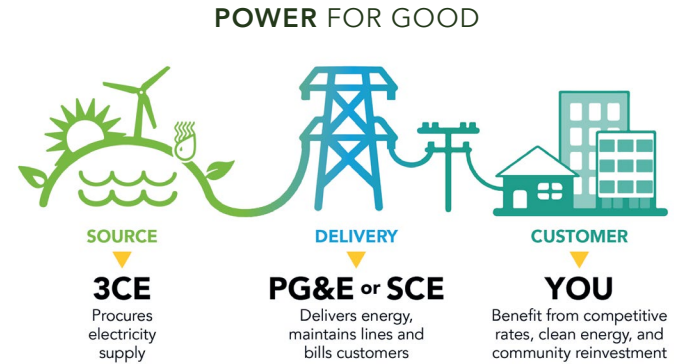 POWER FOR GOOD
SOURCE
3CE
Procures
electricity
supply
DELIVERY
PG&E or SCE
Delivers energy,
maintains lines and
bills customers
CUSTOMER
YOU
Benefit from competitive
rates, clean energy, and
community reinvestment